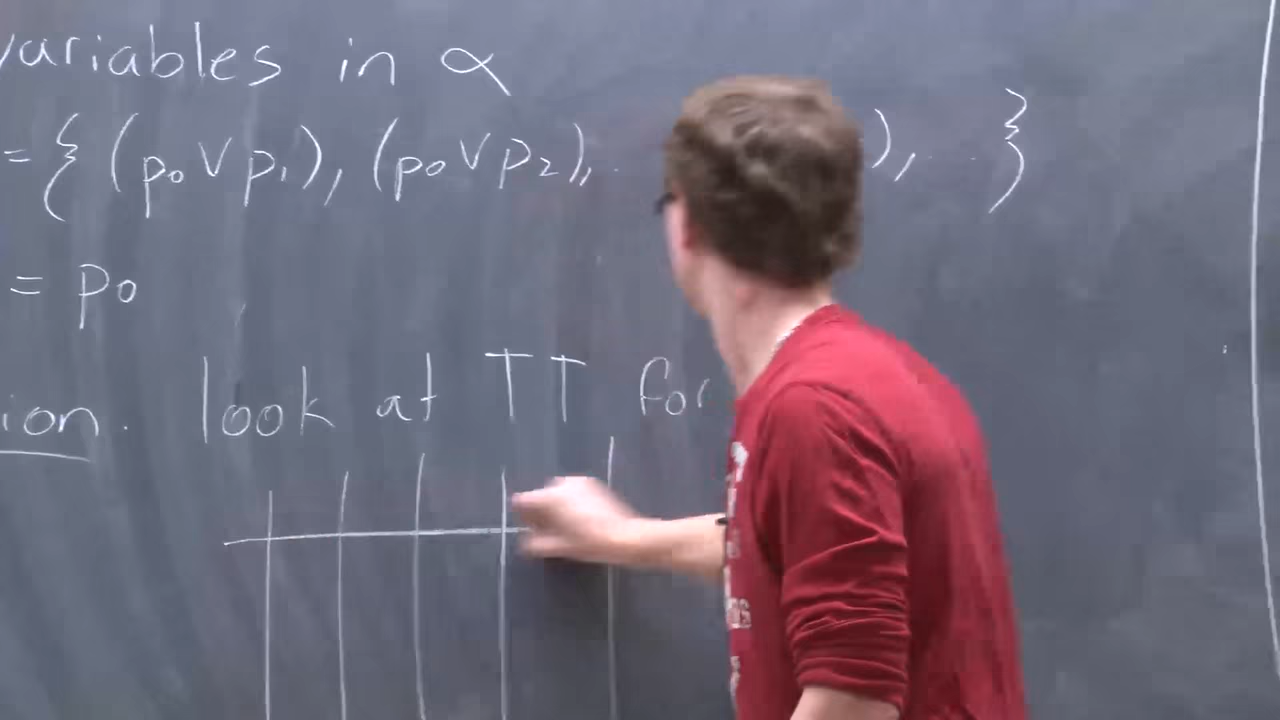 variables in α
= { (p₀ ∨ p₁), (p₀ ∨ p₂), . ), ... }
= p₀
ion. look at TT for